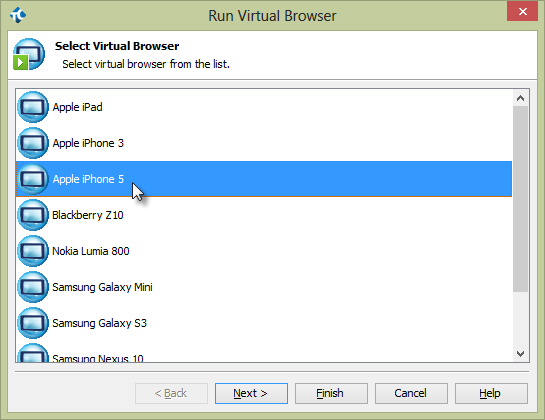 Run Virtual Browser
Select Virtual Browser
Select virtual browser from the list.
Apple iPad
Apple iPhone 3
Apple iPhone 5
Blackberry Z10
Nokia Lumia 800
Samsung Galaxy Mini
Samsung Galaxy S3
Samsung Nexus 10
< Back Next > Finish Cancel Help